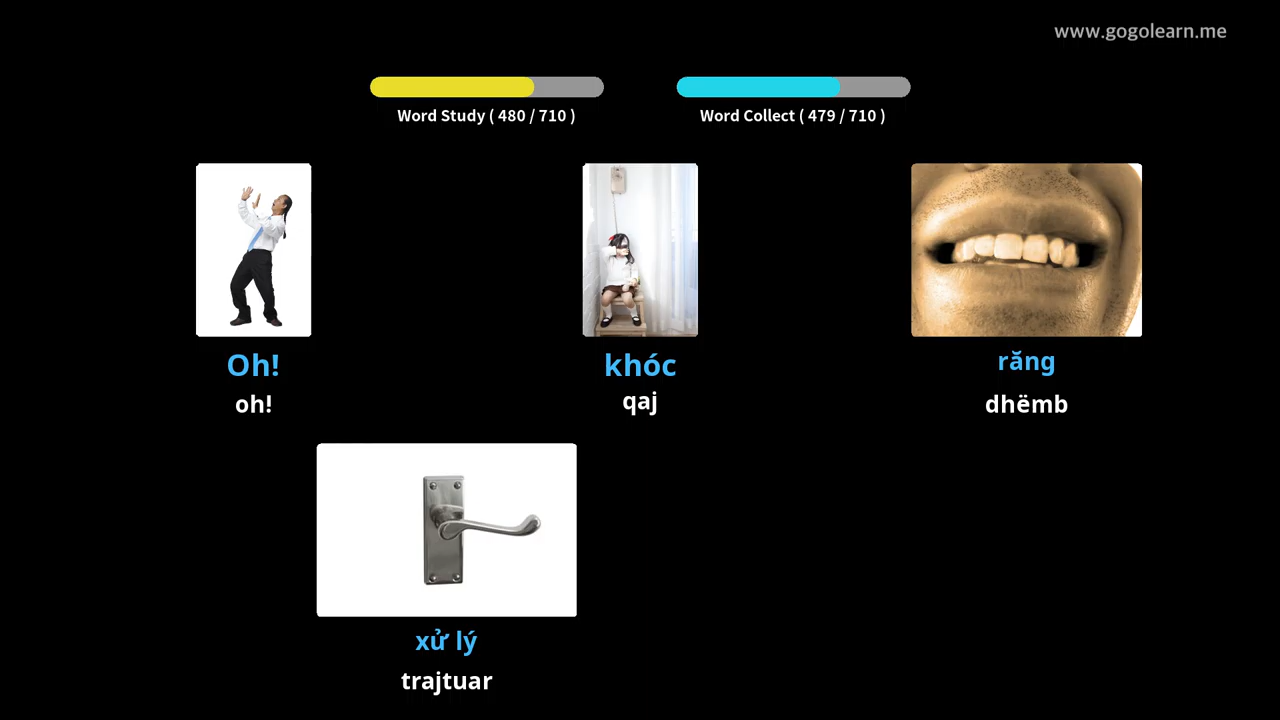 www.gogolearn.me
Word Study ( 480 / 710 )
Word Collect ( 479 / 710 )
Oh!
oh!
khóc
qaj
răng
dhëmb
xử lý
trajtuar